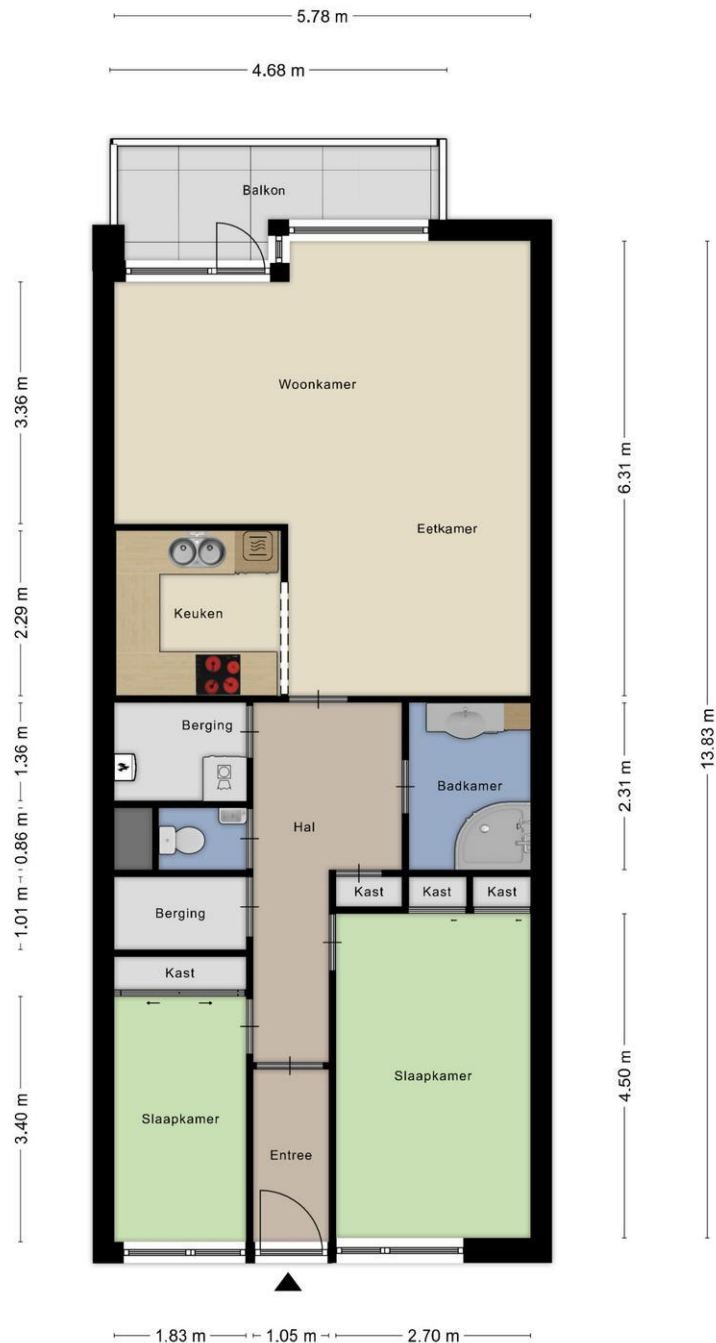 5.78 m
4.68 m
Balkon
Woonkamer
3.36 m
6.31 m
Eetkamer
Keuken
2.29 m
13.83 m
Berging
1.36 m
Badkamer
2.31 m
Hal
0.86 m
Kast
Kast
Kast
Berging
1.01 m
Kast
Slaapkamer
4.50 m
Slaapkamer
3.40 m
Entree
1.83 m
1.05 m
2.70 m